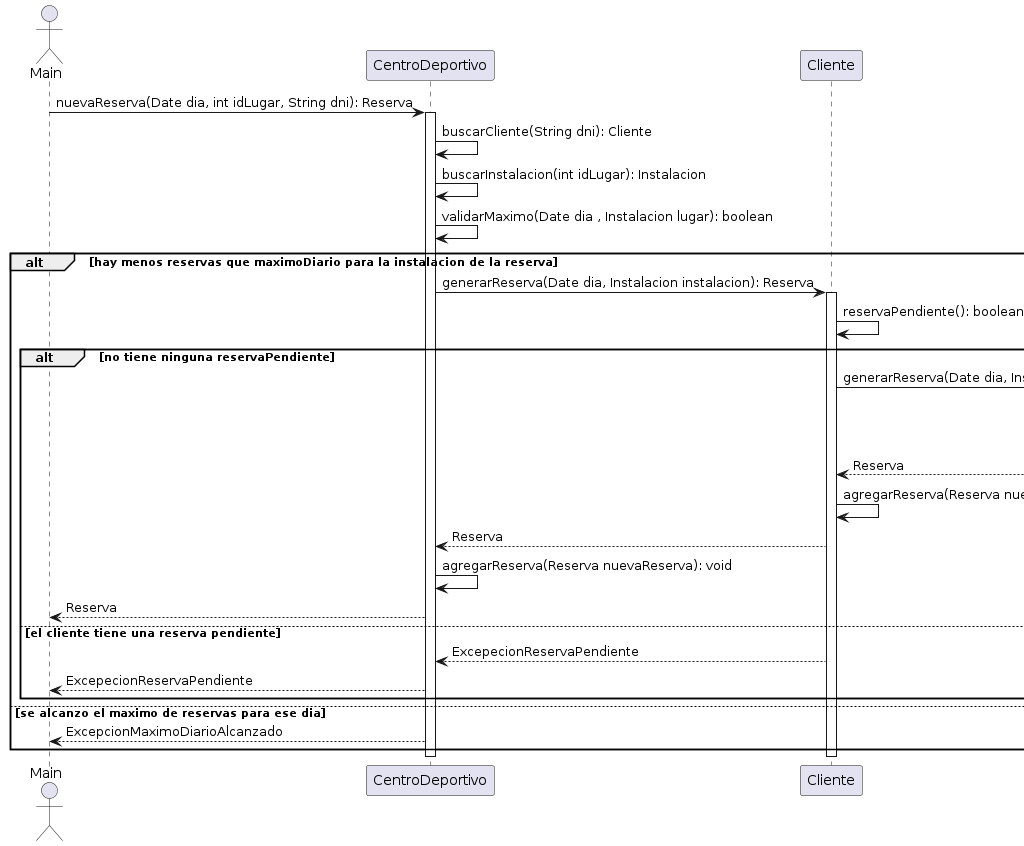 Main
CentroDeportivo
Cliente
nuevaReserva(Date dia, int idLugar, String dni): Reserva
buscarCliente(String dni): Cliente
buscarInstalacion(int idLugar): Instalacion
validarMaximo(Date dia , Instalacion lugar): boolean
alt [hay menos reservas que maximoDiario para la instalacion de la reserva]
generarReserva(Date dia, Instalacion instalacion): Reserva
reservaPendiente(): boolean
alt [no tiene ninguna reservaPendiente]
generarReserva(Date dia, Ins
Reserva
agregarReserva(Reserva nue
Reserva
agregarReserva(Reserva nuevaReserva): void
Reserva
[el cliente tiene una reserva pendiente]
ExcepecionReservaPendiente
ExcepecionReservaPendiente
[se alcanzo el maximo de reservas para ese dia]
ExcepcionMaximoDiarioAlcanzado
Main
CentroDeportivo
Cliente